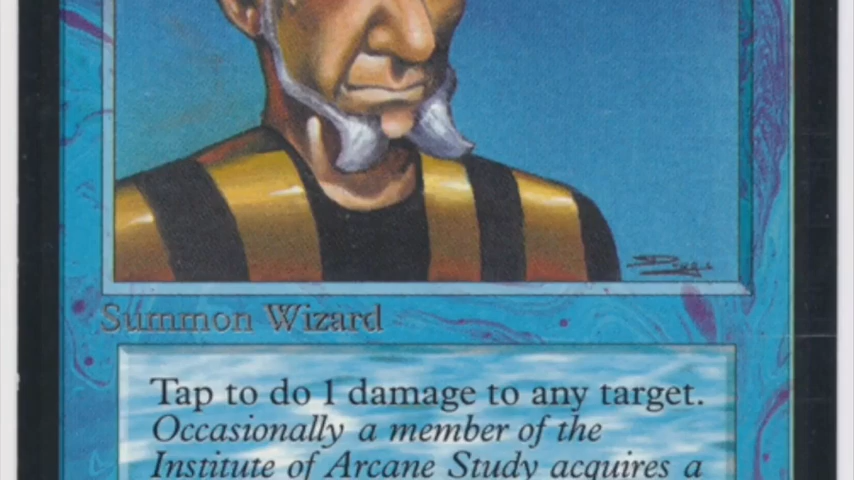 Summon Wizard
Tap to do 1 damage to any target.
Occasionally a member of the
Institute of Arcane Study acquires a